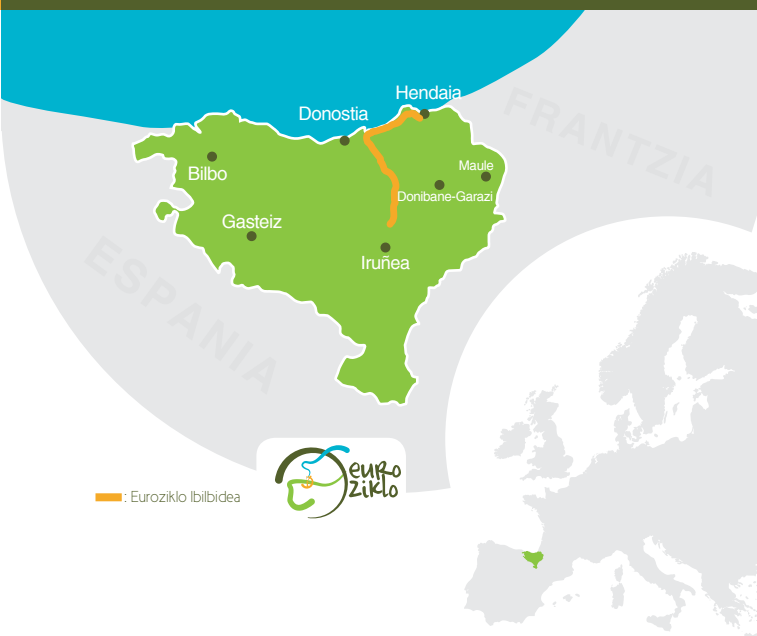 FRANTZIA
Hendaia
Donostia
Maule
Bilbo
Donibane-Garazi
Gasteiz
Iruñea
ESPANIA
euRo
ziklo
: Euroziklo Ibilbidea